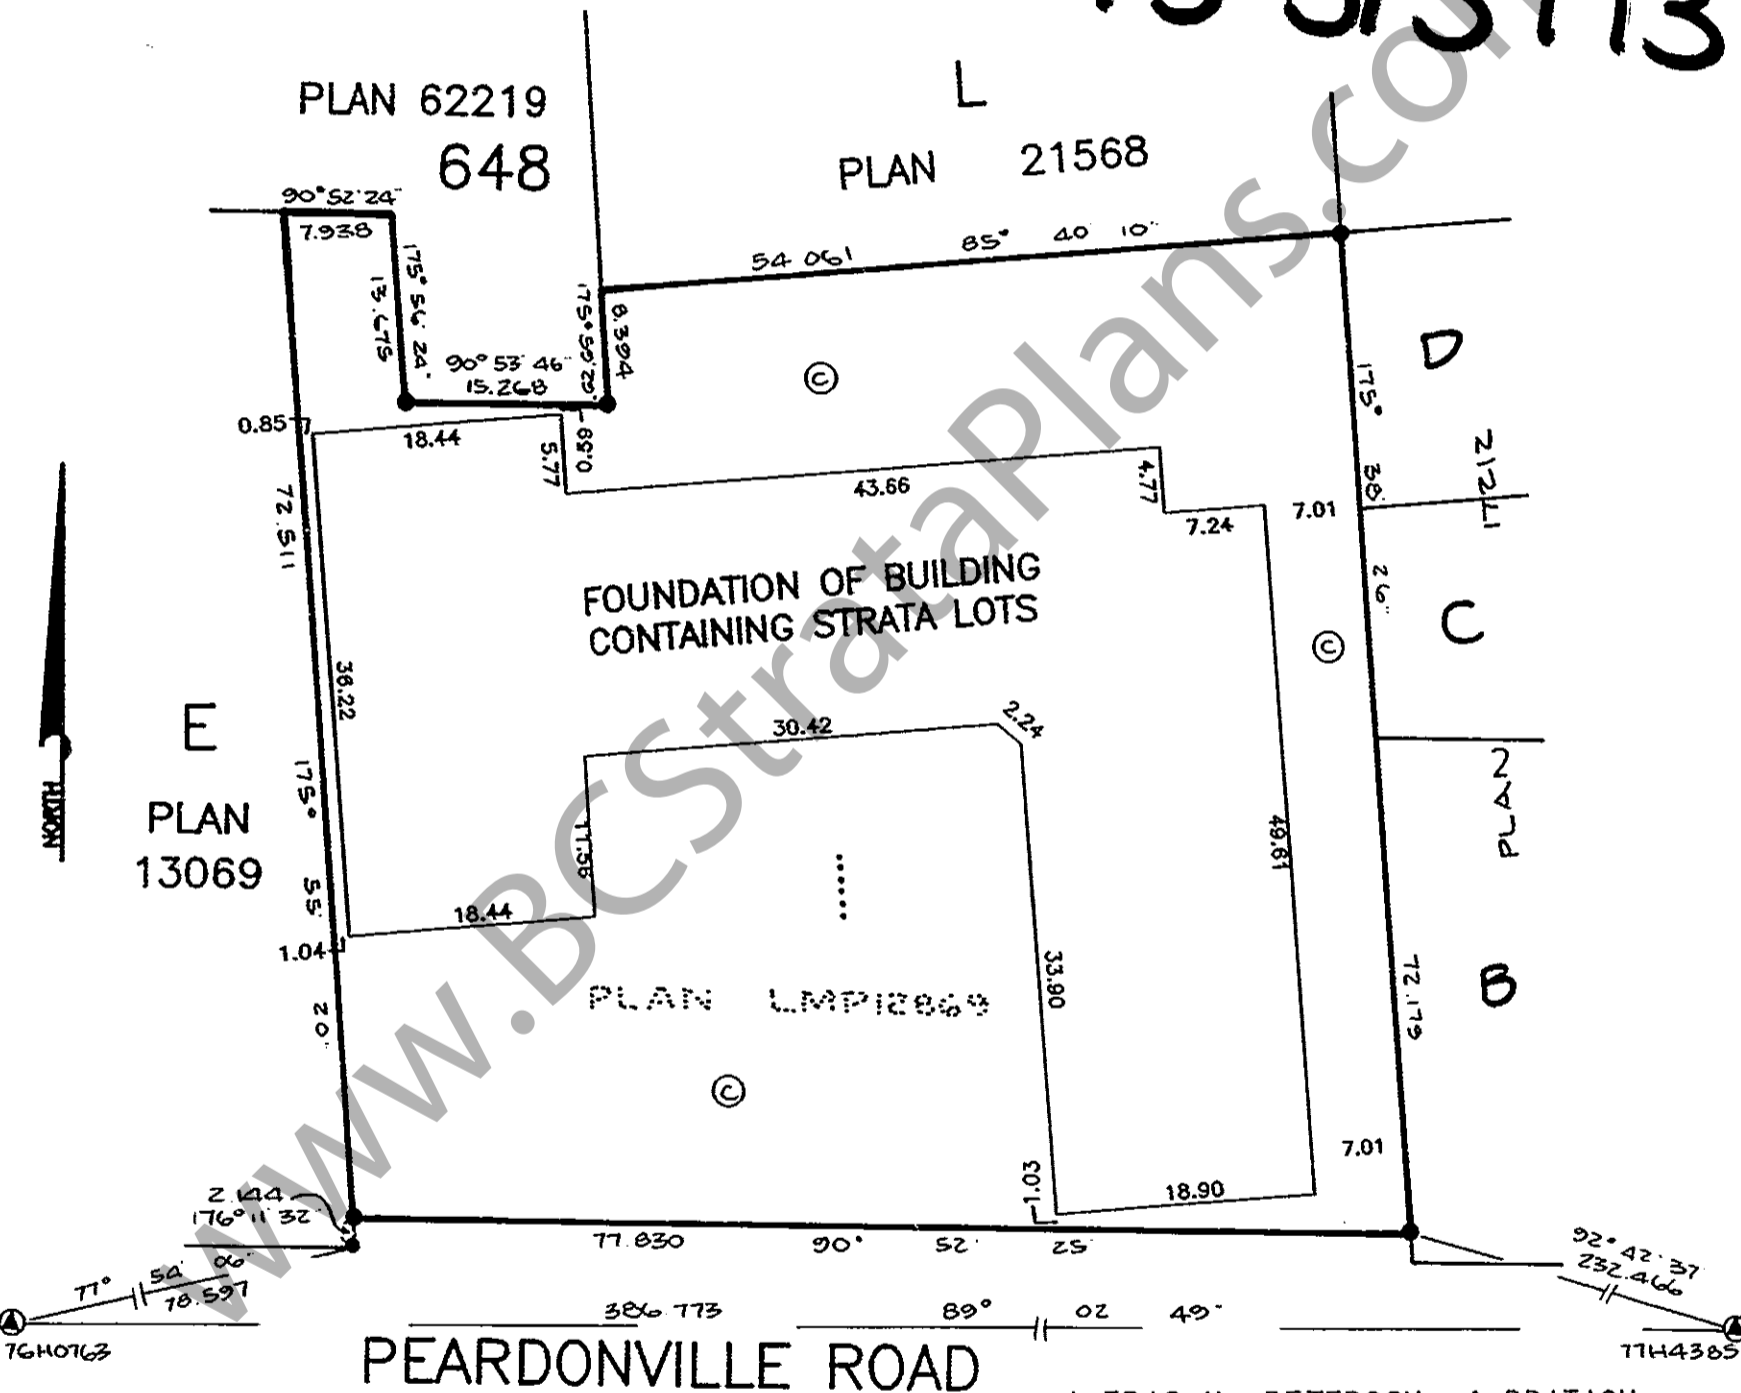 PLAN 62219
648
L
PLAN 21568
90°52'24"
7.938
175° 56' 24"
13.675
90° 53' 46"
15.268
8.394
54.061 85° 40' 10"
D
C
B
PLAN
175° 38' 26"
72.179
0.85
18.44
5.77
0.59
43.66
4.77
7.24
7.01
©
©
©
FOUNDATION OF BUILDING
CONTAINING STRATA LOTS
72.511
175° 55' 20"
36.22
E
PLAN
13069
NORTH
30.42
2.24
11.56
18.44
1.04
33.90
49.61
PLAN LMP12869
7.01
1.03
18.90
2.144
176° 11' 32"
77.830 90° 52' 25"
77° 54' 06"
78.597
92° 42' 37"
232.466
386.773 89° 02' 49"
76H0763
77H4385
PEARDONVILLE ROAD
www.BCStrataPlans.co